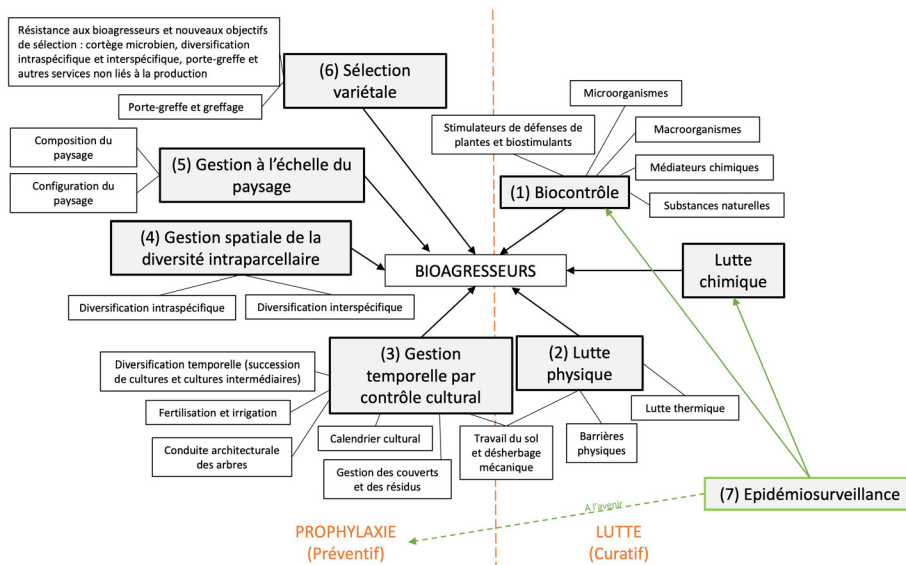 Résistance aux bioagresseurs et nouveaux objectifs
de sélection : cortège microbien, diversification
intraspécifique et interspécifique, porte-greffe et
autres services non liés à la production
(6) Sélection
variétale
Porte-greffe et greffage
Microorganismes
Stimulateurs de défenses de
plantes et biostimulants
Macroorganismes
Médiateurs chimiques
Substances naturelles
(1) Biocontrôle
Composition du
paysage
Configuration du
paysage
(5) Gestion à l’échelle du
paysage
(4) Gestion spatiale de la
diversité intraparcellaire
Diversification intraspécifique
Diversification interspécifique
BIOAGRESSEURS
Lutte
chimique
(3) Gestion
temporelle par
contrôle cultural
(2) Lutte
physique
Diversification temporelle (succession
de cultures et cultures intermédiaires)
Fertilisation et irrigation
Conduite architecturale
des arbres
Calendrier cultural
Gestion des couverts
et des résidus
Travail du sol
et désherbage
mécanique
Barrières
physiques
Lutte thermique
(7) Epidémiosurveillance
A l’avenir
PROPHYLAXIE
(Préventif)
LUTTE
(Curatif)